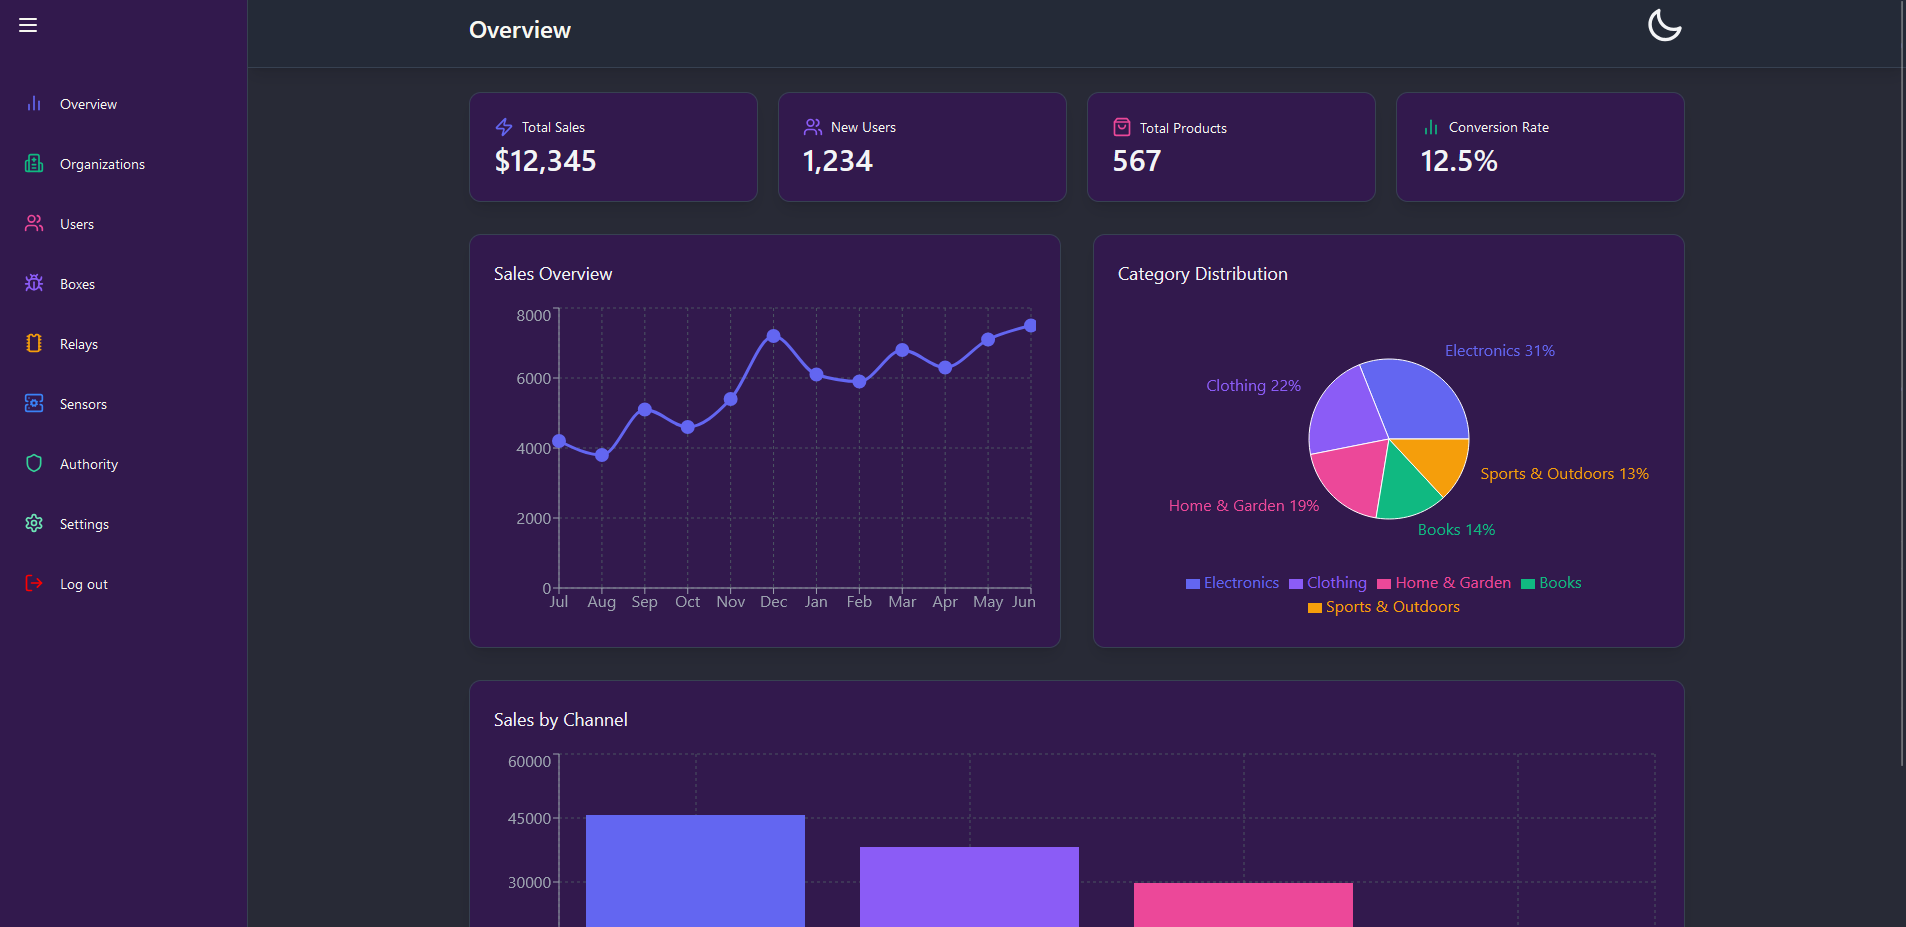 Overview
Overview
Organizations
Users
Boxes
Relays
Sensors
Authority
Settings
Log out
Total Sales
$12,345
New Users
1,234
Total Products
567
Conversion Rate
12.5%
Sales Overview
8000
6000
4000
2000
0
Jul Aug Sep Oct Nov Dec Jan Feb Mar Apr May Jun
Category Distribution
Electronics 31%
Clothing 22%
Sports & Outdoors 13%
Home & Garden 19%
Books 14%
Electronics Clothing Home & Garden Books
Sports & Outdoors
Sales by Channel
60000
45000
30000